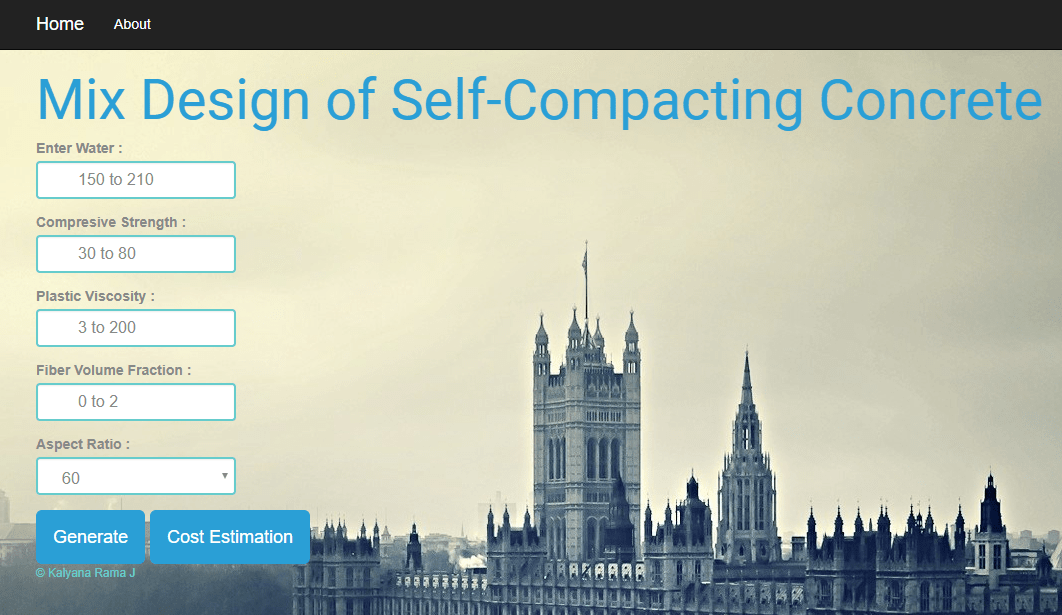 Home About
Mix Design of Self-Compacting Concrete
Enter Water :
150 to 210
Compresive Strength :
30 to 80
Plastic Viscosity :
3 to 200
Fiber Volume Fraction :
0 to 2
Aspect Ratio :
60
Generate Cost Estimation
© Kalyana Rama J